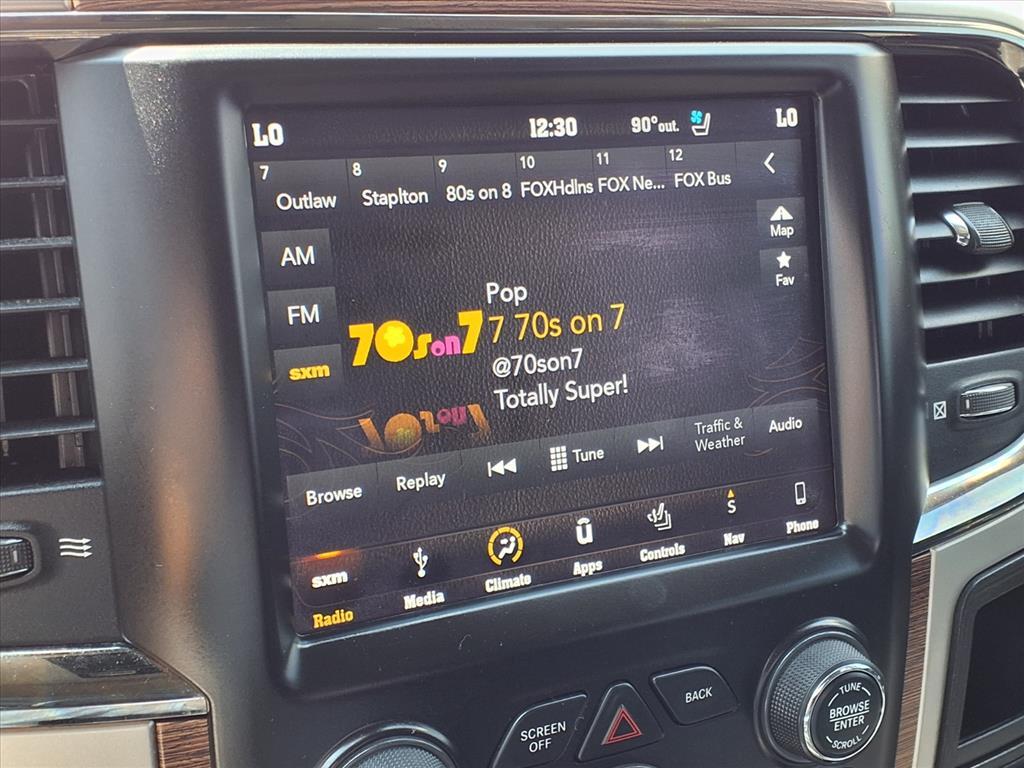 LO 12:30 90°out. LO
7 Outlaw
8 Staplton
9 80s on 8
10 FOXHdlns
11 FOX Ne...
12 FOX Bus
Map
Fav
AM
FM
sxm
70s on 7
Pop
7 70s on 7
@70son7
Totally Super!
Browse Replay Tune Traffic & Weather Audio
sxm
Radio Media Climate Apps Controls S Nav Phone
SCREEN OFF
BACK
TUNE
BROWSE
ENTER
SCROLL